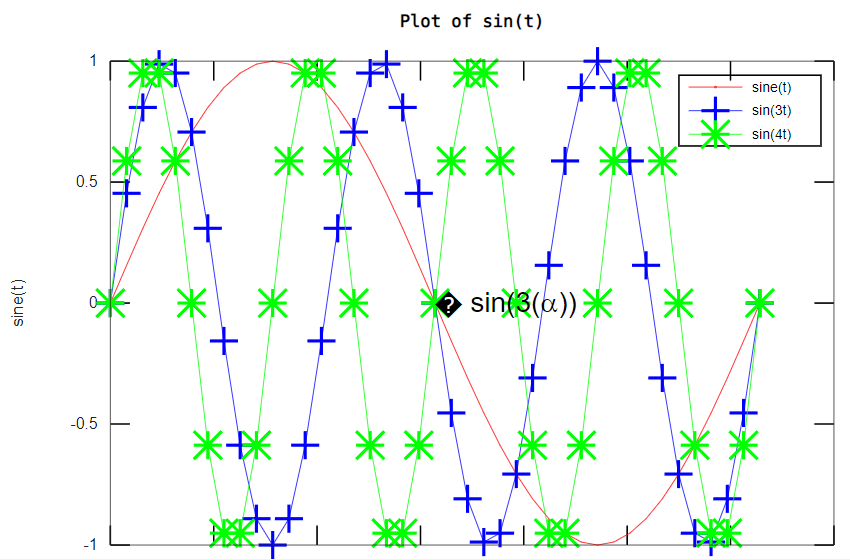 Plot of sin(t)
1
0.5
0
-0.5
-1
sine(t)
sine(t)
sin(3t)
sin(4t)
� sin(3(α))